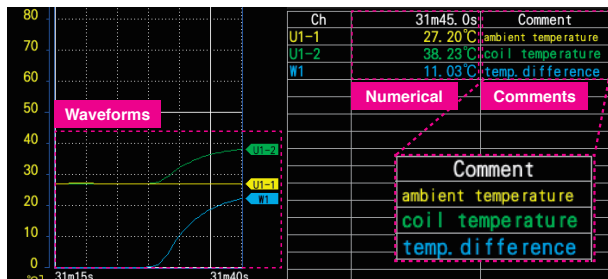 80
70
60
50
40
30
20
10
0
°C
31m15s
31m40s
Waveforms
U1-2
U1-1
W1
Ch 31m45.0s Comment
U1-1 27.20°C ambient temperature
U1-2 38.23°C coil temperature
W1 11.03°C temp.difference
Numerical
Comments
Comment
ambient temperature
coil temperature
temp.difference